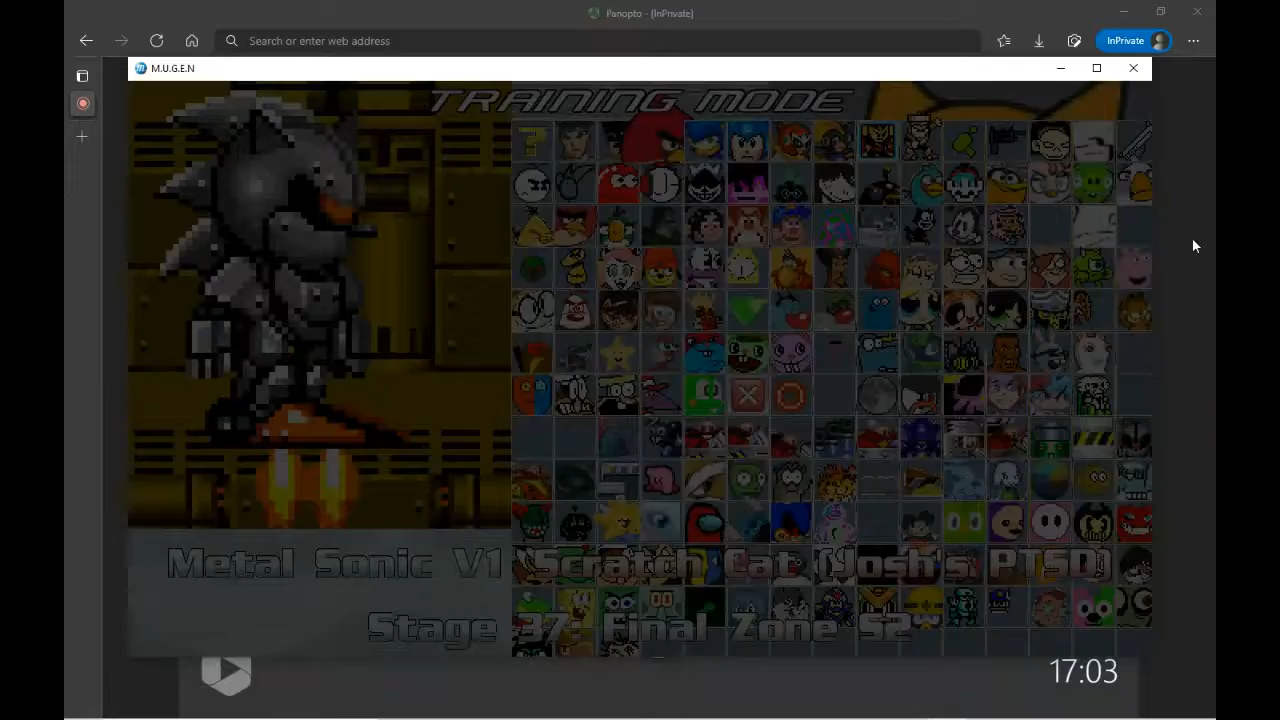 Panopto - [InPrivate]
Search or enter web address
InPrivate
M.U.G.E.N
TRAINING MODE
?
Metal Sonic V1
Scratch Cat (Josh's PTSD)
Stage 37: Final Zone S2
17:03